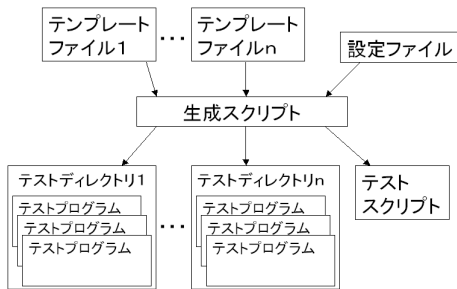 テンプレート
ファイル1
...
テンプレート
ファイルn
設定ファイル
生成スクリプト
テストディレクトリ1
テストプログラム
テストプログラム
テストプログラム
...
テストディレクトリn
テストプログラム
テストプログラム
テストプログラム
テスト
スクリプト